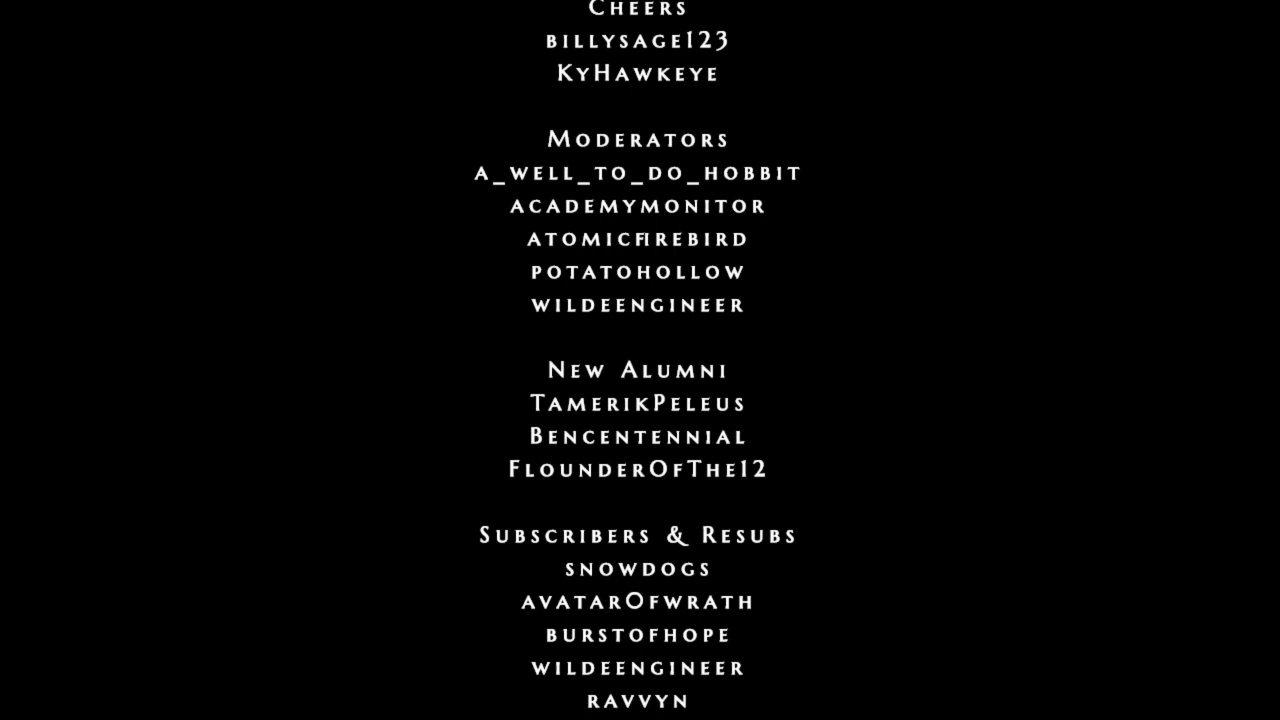 Cheers
billysage123
KyHawkeye
Moderators
a_well_to_do_hobbit
academymonitor
atomicfirebird
potatohollow
wildeengineer
New Alumni
TamerikPeleus
Bencentennial
FlounderOfThe12
Subscribers & Resubs
snowdogs
avatarOfwrath
burstofhope
wildeengineer
ravvyn